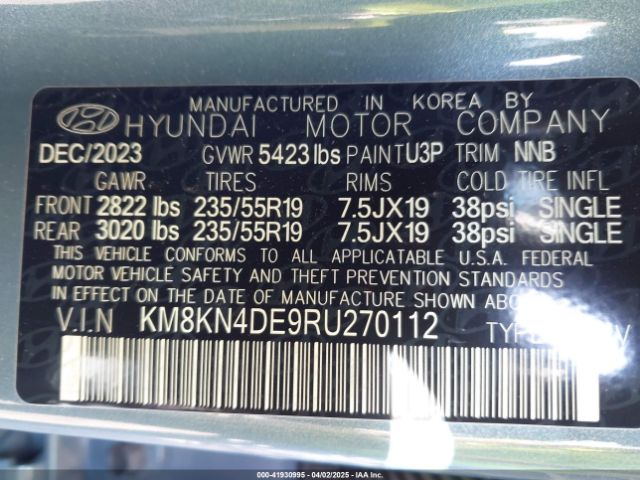 MANUFACTURED IN KOREA BY
HYUNDAI MOTOR COMPANY
DEC/2023 GVWR 5423 lbs PAINT U3P TRIM NNB
GAWR TIRES RIMS COLD TIRE INFL
FRONT 2822 lbs 235/55R19 7.5JX19 38psi SINGLE
REAR 3020 lbs 235/55R19 7.5JX19 38psi SINGLE
THIS VEHICLE CONFORMS TO ALL APPLICATABLE U.S.A. FEDERAL
MOTOR VEHICLE SAFETY AND THEFT PREVENTION STANDARDS
IN EFFECT ON THE DATE OF MANUFACTURE SHOWN ABOVE.
V.I.N KM8KN4DE9RU270112
000-41930995 04/02/2025 IAA Inc.